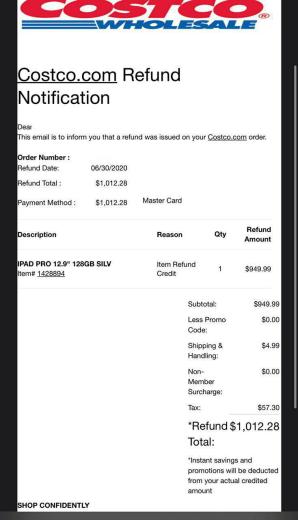 COSTCO
WHOLESALE
Costco.com Refund
Notification
Dear
This email is to inform you that a refund was issued on your Costco.com order.
Order Number :
Refund Date: 06/30/2020
Refund Total : $1,012.28
Payment Method : $1,012.28 Master Card
Description Reason Qty Refund Amount
IPAD PRO 12.9" 128GB SILV
Item# 1428894
Item Refund
Credit
1 $949.99
Subtotal: $949.99
Less Promo $0.00
Code:
Shipping & $4.99
Handling:
Non- $0.00
Member
Surcharge:
Tax: $57.30
*Refund $1,012.28
Total:
*Instant savings and
promotions will be deducted
from your actual credited
amount
SHOP CONFIDENTLY